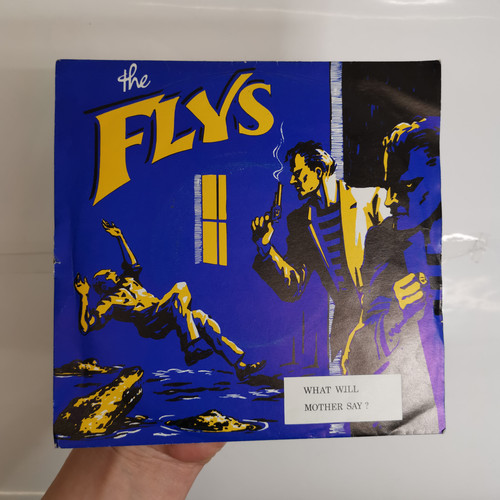 the
FLYS
WHAT WILL
MOTHER SAY?